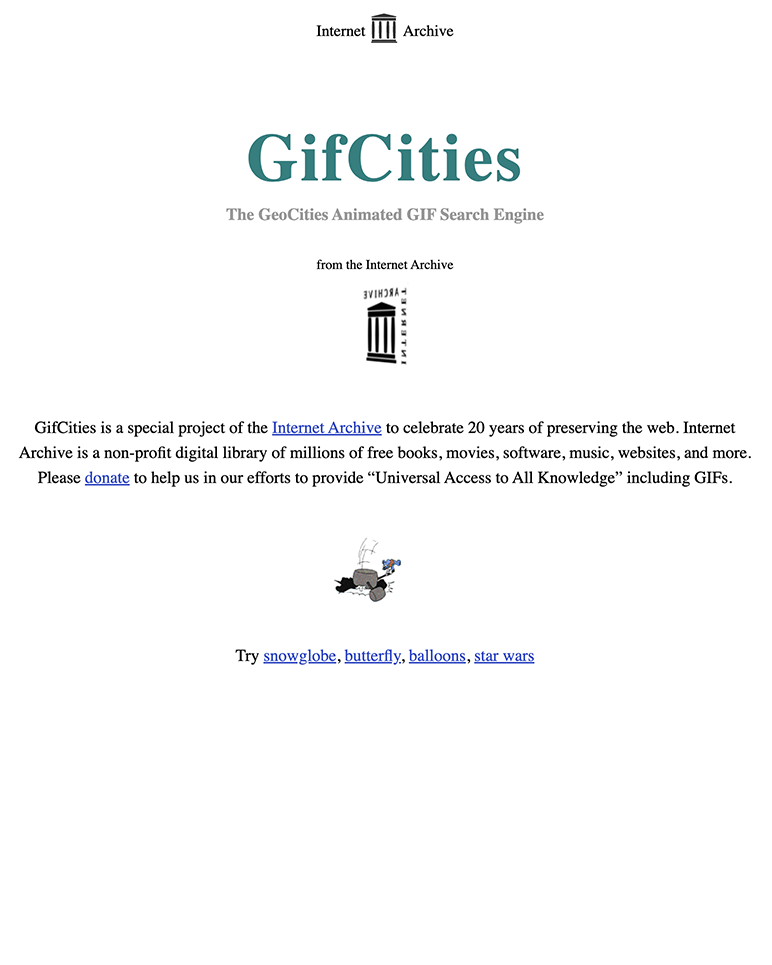 Internet Archive
GifCities
The GeoCities Animated GIF Search Engine
from the Internet Archive
INTERNET ARCHIVE
GifCities is a special project of the Internet Archive to celebrate 20 years of preserving the web. Internet
Archive is a non-profit digital library of millions of free books, movies, software, music, websites, and more.
Please donate to help us in our efforts to provide “Universal Access to All Knowledge” including GIFs.
Try snowglobe, butterfly, balloons, star wars